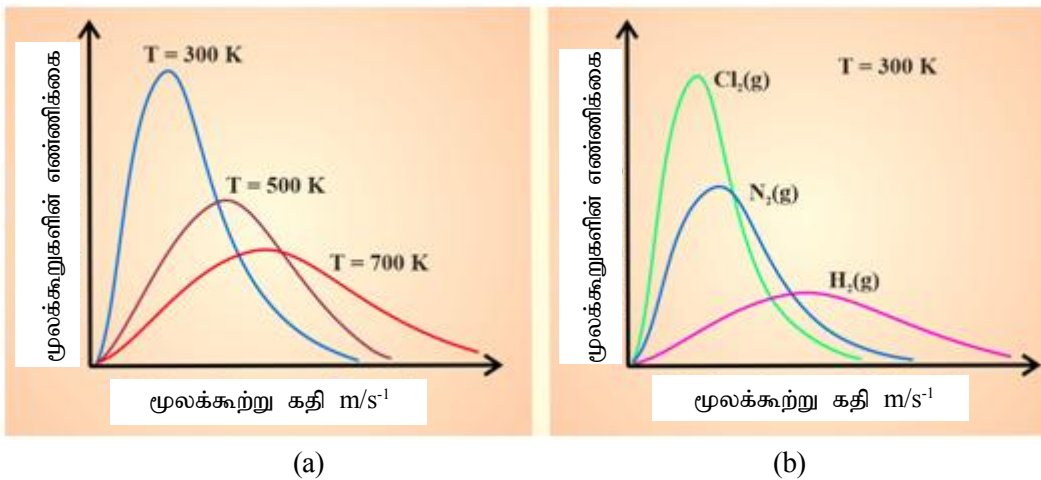 மூலக்கூறுகளின் எண்ணிக்கை
T = 300 K
T = 500 K
T = 700 K
மூலக்கூற்று கதி m/s⁻¹
(a)
மூலக்கூறுகளின் எண்ணிக்கை
T = 300 K
Cl₂(g)
N₂(g)
H₂(g)
மூலக்கூற்று கதி m/s⁻¹
(b)